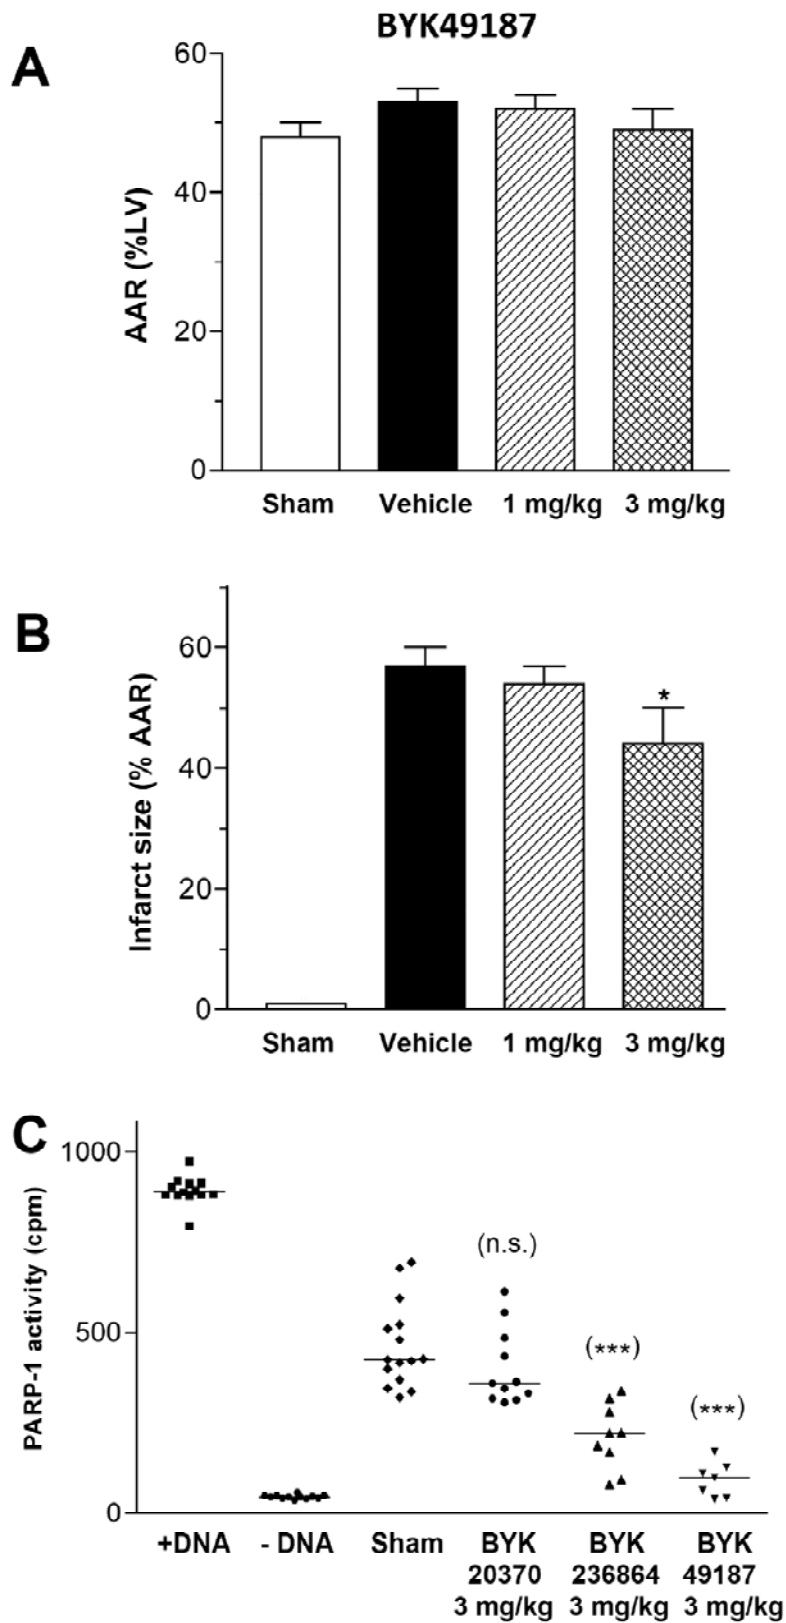 BYK49187
A
60
40
20
0
AAR (%LV)
Sham Vehicle 1 mg/kg 3 mg/kg
B
60
40
20
0
Infarct size (% AAR)
*
Sham Vehicle 1 mg/kg 3 mg/kg
C
1000
500
0
PARP-1 activity (cpm)
(n.s.)
(***)
(***)
+DNA - DNA Sham BYK BYK BYK
20370 236864 49187
3 mg/kg 3 mg/kg 3 mg/kg